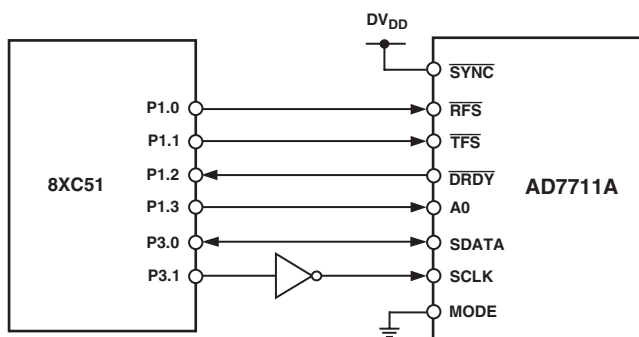 DVDD
SYNC
P1.0
RFS
P1.1
TFS
8XC51
P1.2
DRDY
AD7711A
P1.3
A0
P3.0
SDATA
P3.1
SCLK
MODE